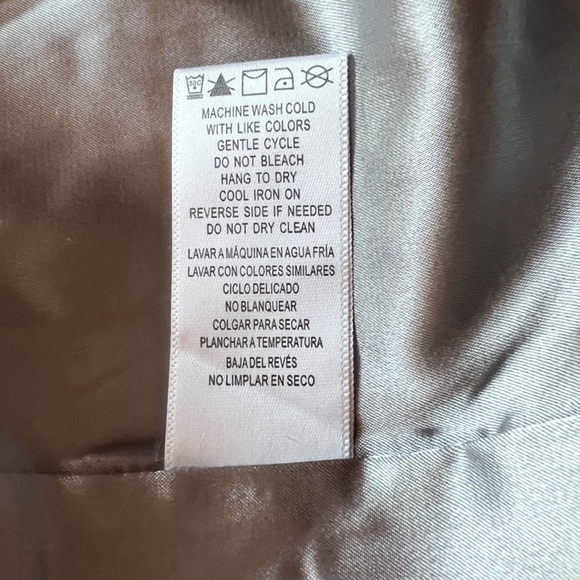 MACHINE WASH COLD
WITH LIKE COLORS
GENTLE CYCLE
DO NOT BLEACH
HANG TO DRY
COOL IRON ON
REVERSE SIDE IF NEEDED
DO NOT DRY CLEAN
LAVAR A MÁQUINA EN AGUA FRÍA
LAVAR CON COLORES SIMILARES
CICLO DELICADO
NO BLANQUEAR
COLGAR PARA SECAR
PLANCHAR A TEMPERATURA
BAJA DEL REVÉS
NO LIMPLAR EN SECO